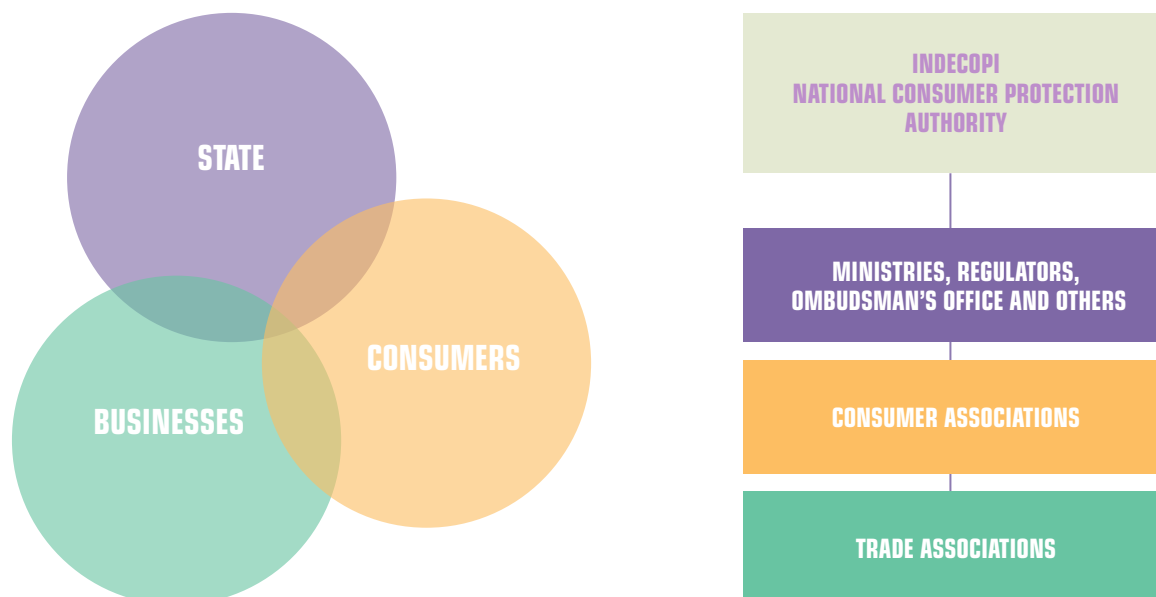 STATE
CONSUMERS
BUSINESSES
INDECOPI
NATIONAL CONSUMER PROTECTION
AUTHORITY
MINISTRIES, REGULATORS,
OMBUDSMAN'S OFFICE AND OTHERS
CONSUMER ASSOCIATIONS
TRADE ASSOCIATIONS